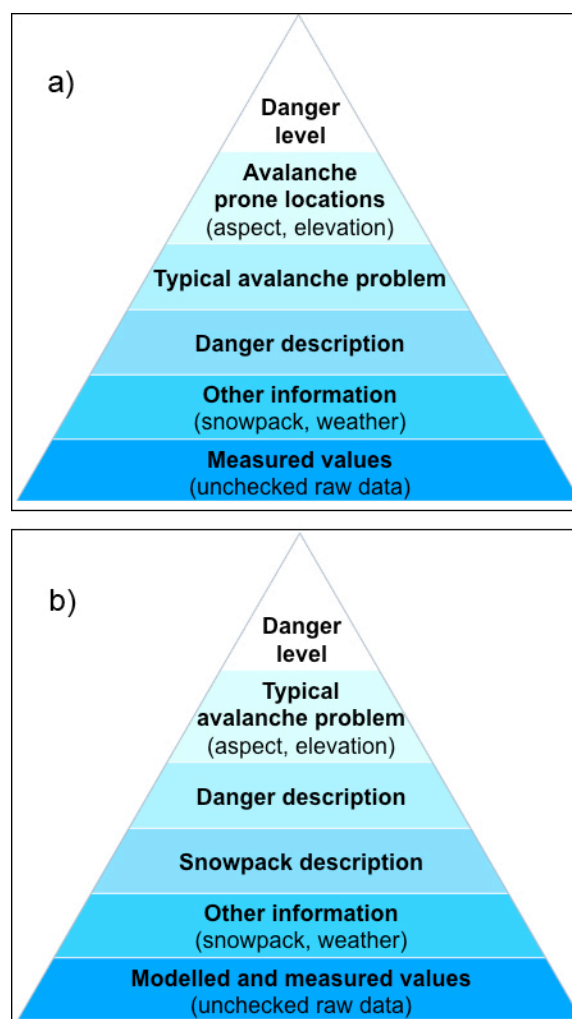 a)
Danger
level
Avalanche
prone locations
(aspect, elevation)
Typical avalanche problem
Danger description
Other information
(snowpack, weather)
Measured values
(unchecked raw data)
b)
Danger
level
Typical
avalanche problem
(aspect, elevation)
Danger description
Snowpack description
Other information
(snowpack, weather)
Modelled and measured values
(unchecked raw data)